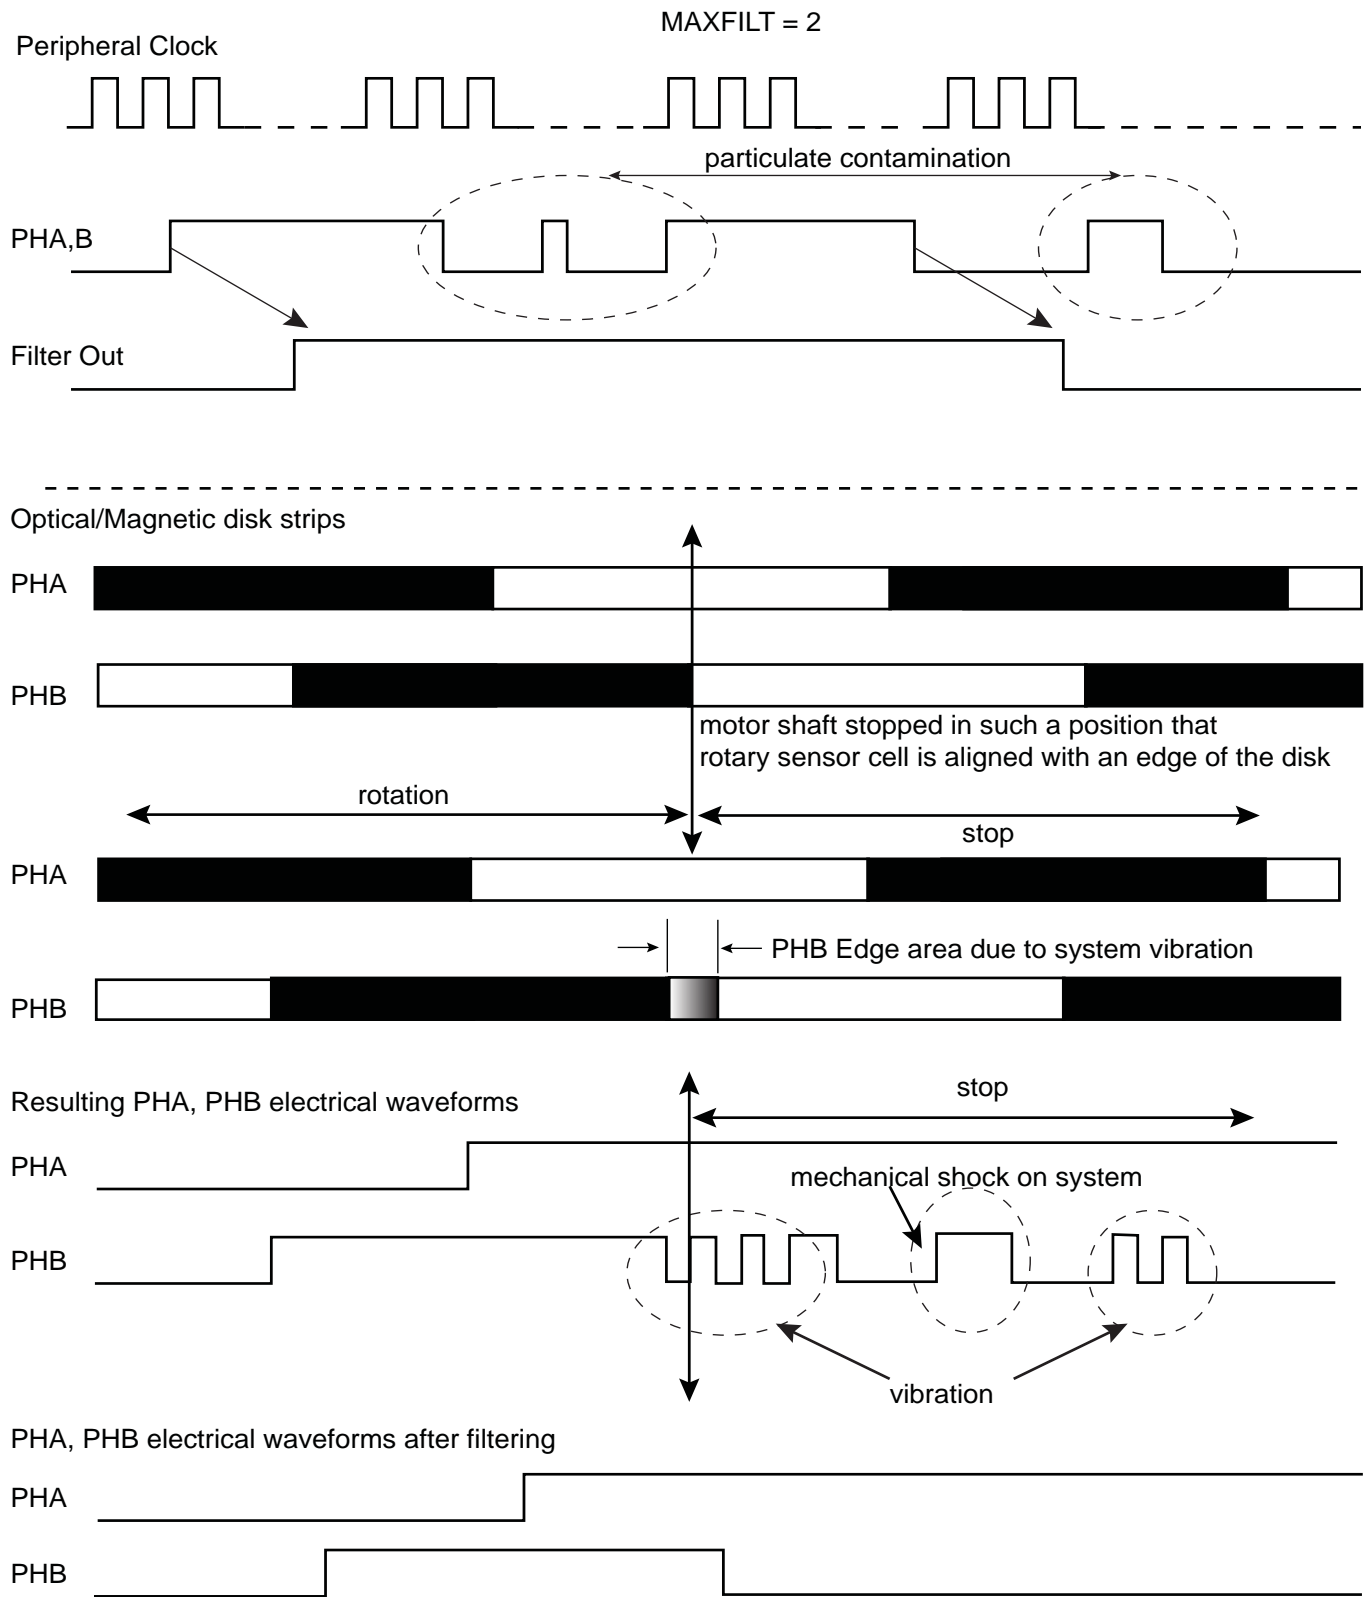 MAXFILT = 2
Peripheral Clock
particulate contamination
PHA,B
Filter Out
Optical/Magnetic disk strips
PHA
PHB
motor shaft stopped in such a position that
rotary sensor cell is aligned with an edge of the disk
rotation
stop
PHA
PHB Edge area due to system vibration
PHB
stop
Resulting PHA, PHB electrical waveforms
PHA
mechanical shock on system
PHB
vibration
PHA, PHB electrical waveforms after filtering
PHA
PHB